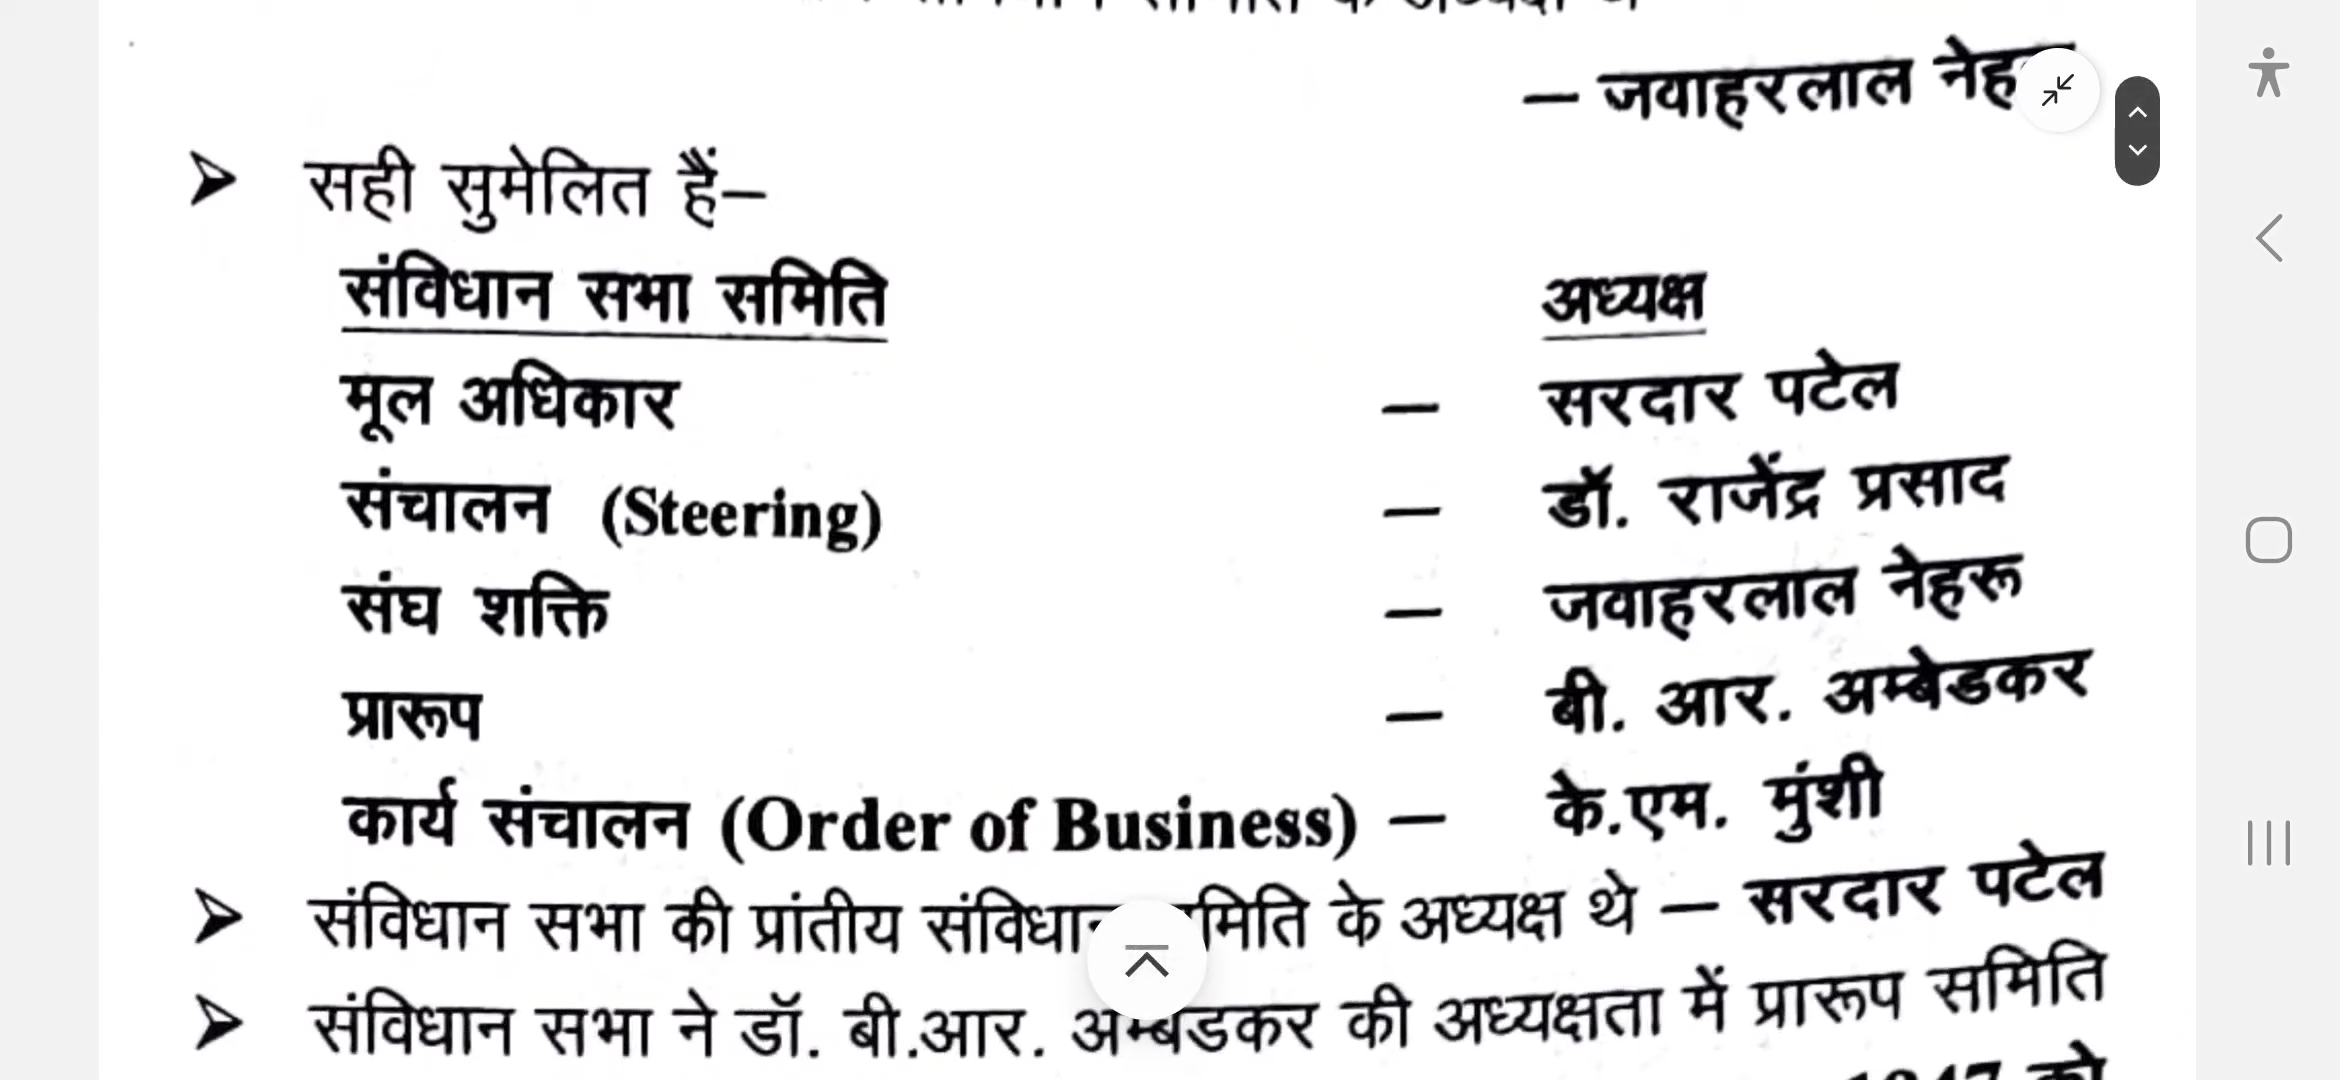 — जवाहरलाल
सही सुमेलित हैं–
संविधान सभा समिति अध्यक्ष
मूल अधिकार — सरदार पटेल
संचालन (Steering) — डॉ. राजेंद्र प्रसाद
संघ शक्ति — जवाहरलाल नेहरू
प्रारूप — बी. आर. अम्बेडकर
कार्य संचालन (Order of Business) — के.एम. मुंशी
संविधान सभा की प्रांतीय के अध्यक्ष थे — सरदार पटेल
संविधान सभा ने डॉ. बी.आर. अम्बेडकर की अध्यक्षता में प्रारूप समिति